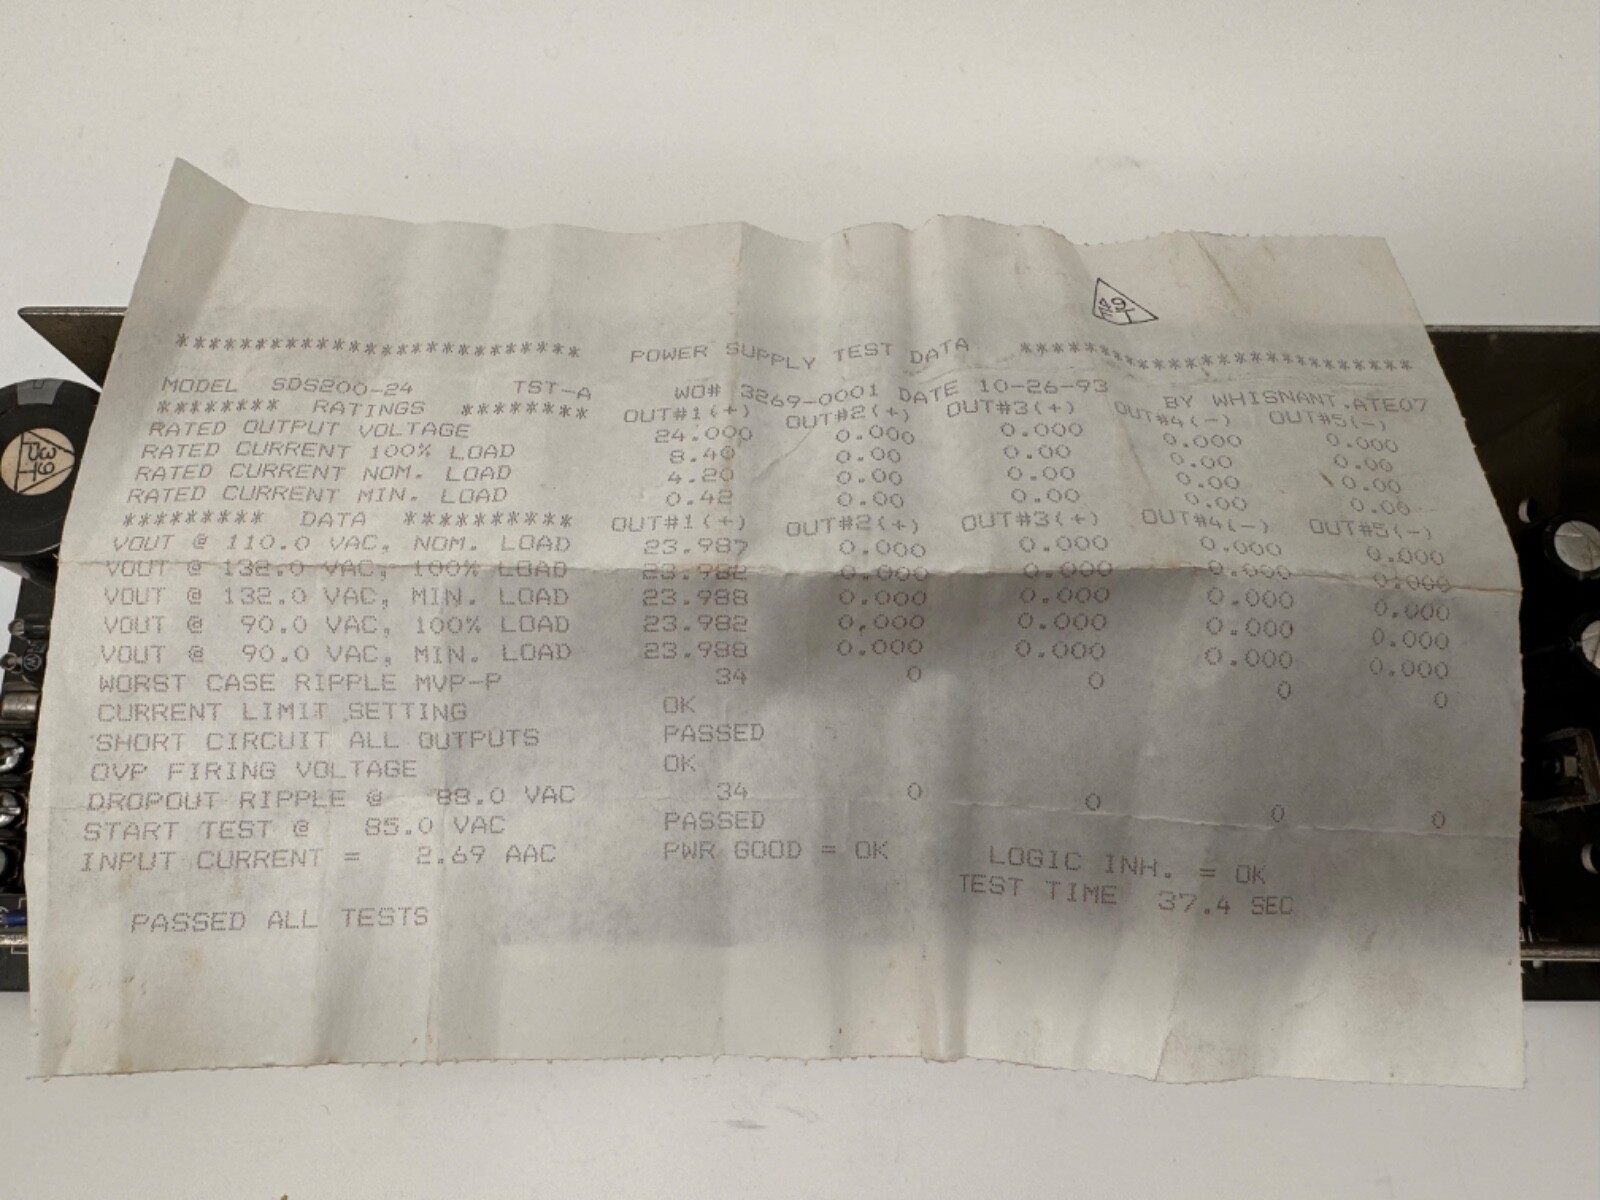 49
FT
************************** POWER SUPPLY TEST DATA **************************
MODEL SDS200-24 TST-A WO# 3269-0001 DATE 10-26-93 BY WHISNANT.ATE07
******** RATINGS ******** OUT#1(+) OUT#2(+) OUT#3(+) OUT#4(-) OUT#5(-)
RATED OUTPUT VOLTAGE 24.000 0.000 0.000 0.000 0.000
RATED CURRENT 100% LOAD 8.40 0.00 0.00 0.00 0.00
RATED CURRENT NOM. LOAD 4.20 0.00 0.00 0.00 0.00
RATED CURRENT MIN. LOAD 0.42 0.00 0.00 0.00 0.00
********* DATA ********** OUT#1(+) OUT#2(+) OUT#3(+) OUT#4(-) OUT#5(-)
VOUT @ 110.0 VAC, NOM. LOAD 23.987 0.000 0.000 0.000 0.000
VOUT @ 132.0 VAC, 100% LOAD 23.982 0.000 0.000 0.000 0.000
VOUT @ 132.0 VAC, MIN. LOAD 23.988 0.000 0.000 0.000 0.000
VOUT @ 90.0 VAC, 100% LOAD 23.982 0.000 0.000 0.000 0.000
VOUT @ 90.0 VAC, MIN. LOAD 23.988 0.000 0.000 0.000 0.000
WORST CASE RIPPLE MVP-P 34 0 0 0 0
CURRENT LIMIT SETTING OK
SHORT CIRCUIT ALL OUTPUTS PASSED
OVP FIRING VOLTAGE OK
DROPOUT RIPPLE @ 88.0 VAC 34 0 0 0 0
START TEST @ 85.0 VAC PASSED
INPUT CURRENT = 2.69 AAC PWR GOOD = OK LOGIC INH. = OK
TEST TIME 37.4 SEC
PASSED ALL TESTS
39
PT